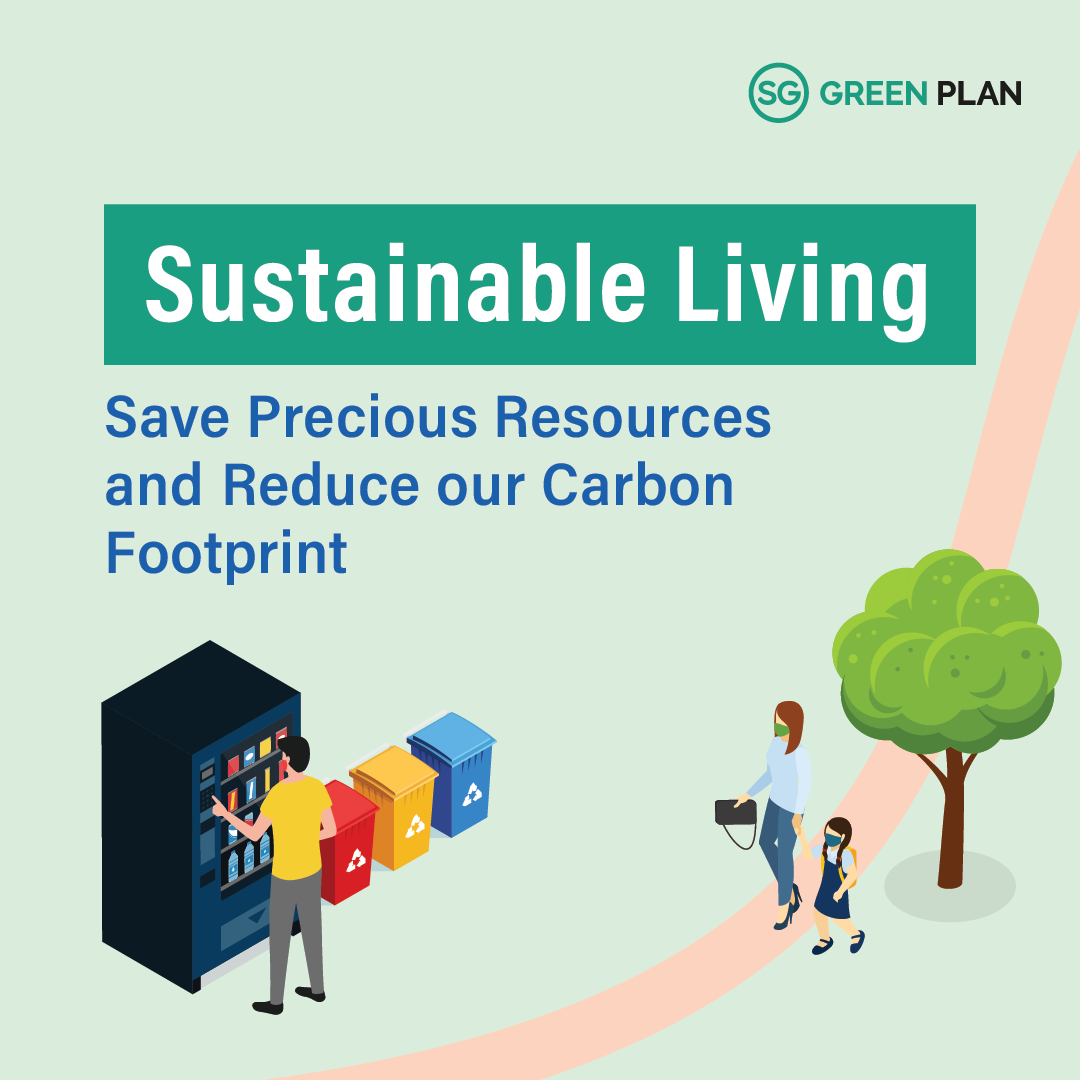 SG GREEN PLAN
Sustainable Living
Save Precious Resources
and Reduce our Carbon
Footprint